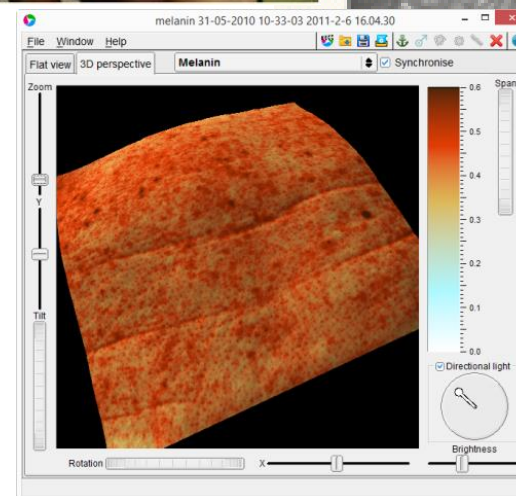 melanin 31-05-2010 10-33-03 2011-2-6 16.04.30
File Window Help
Flat view 3D perspective Melanin Synchronise
Zoom
Span
0.6
0.5
0.4
0.3
0.2
0.1
0.0
Y
Tilt
Directional light
Brightness
Rotation X